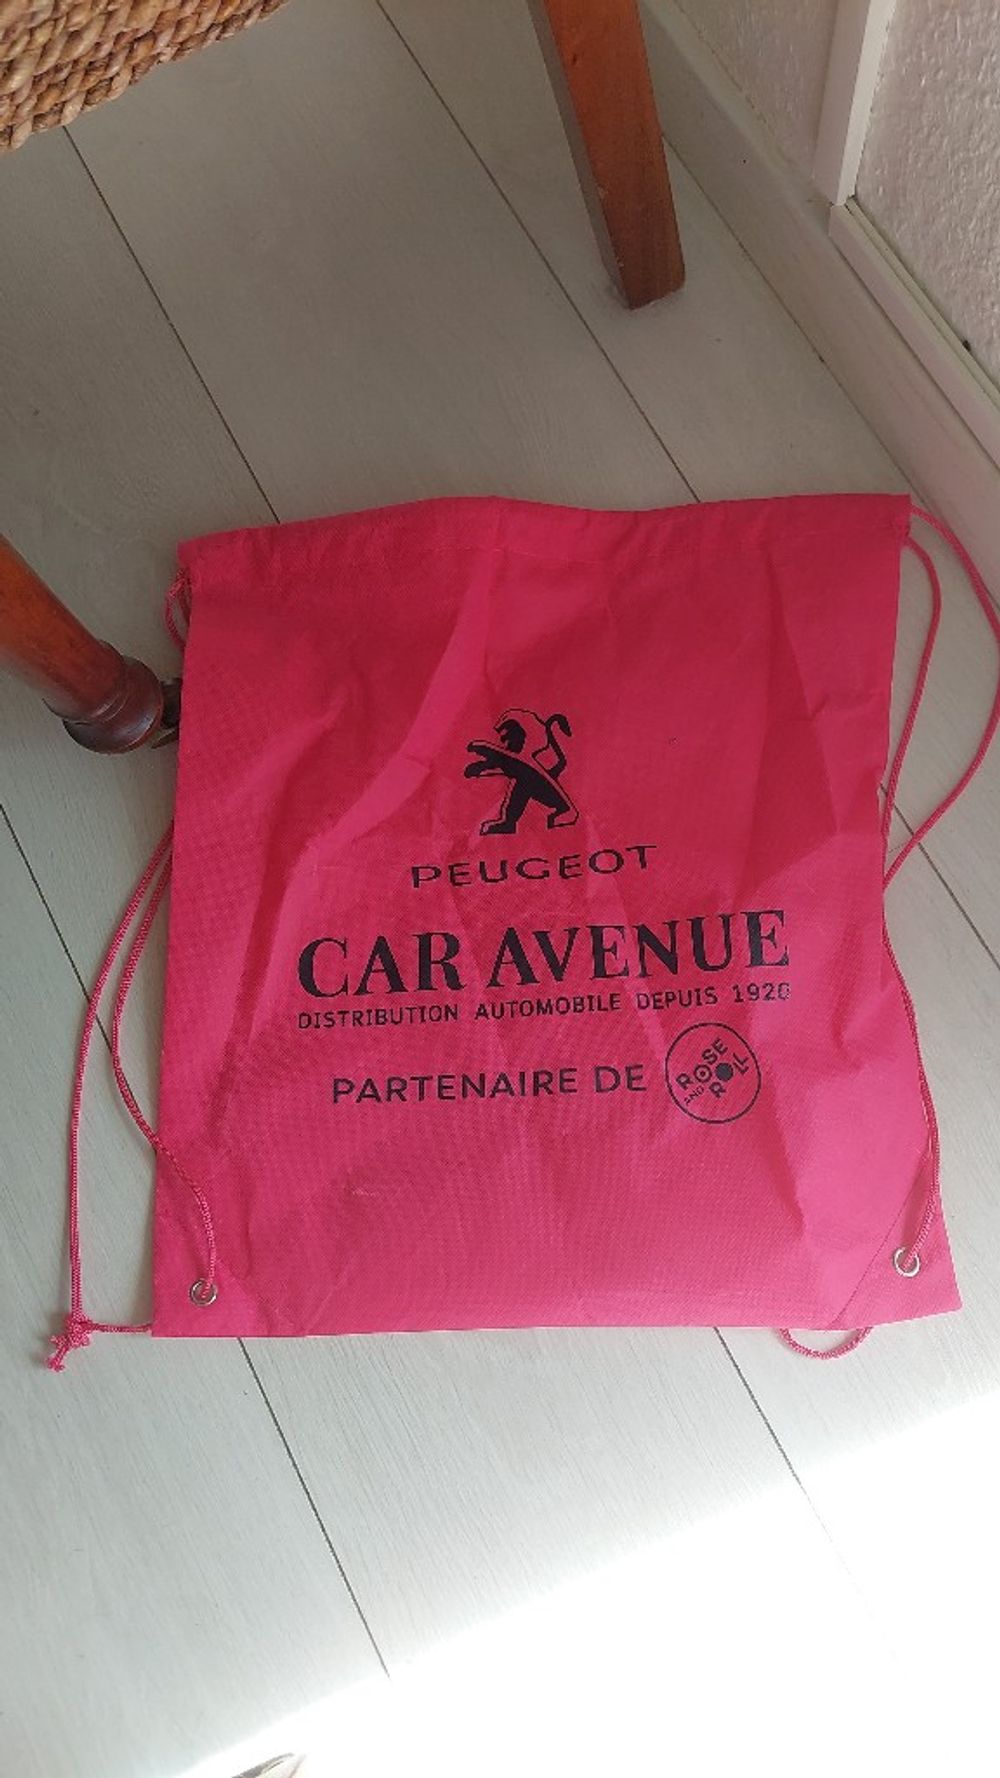 PEUGEOT
CAR AVENUE
DISTRIBUTION AUTOMOBILE DEPUIS 1920
PARTENAIRE DE
ROSE
AND ROLL